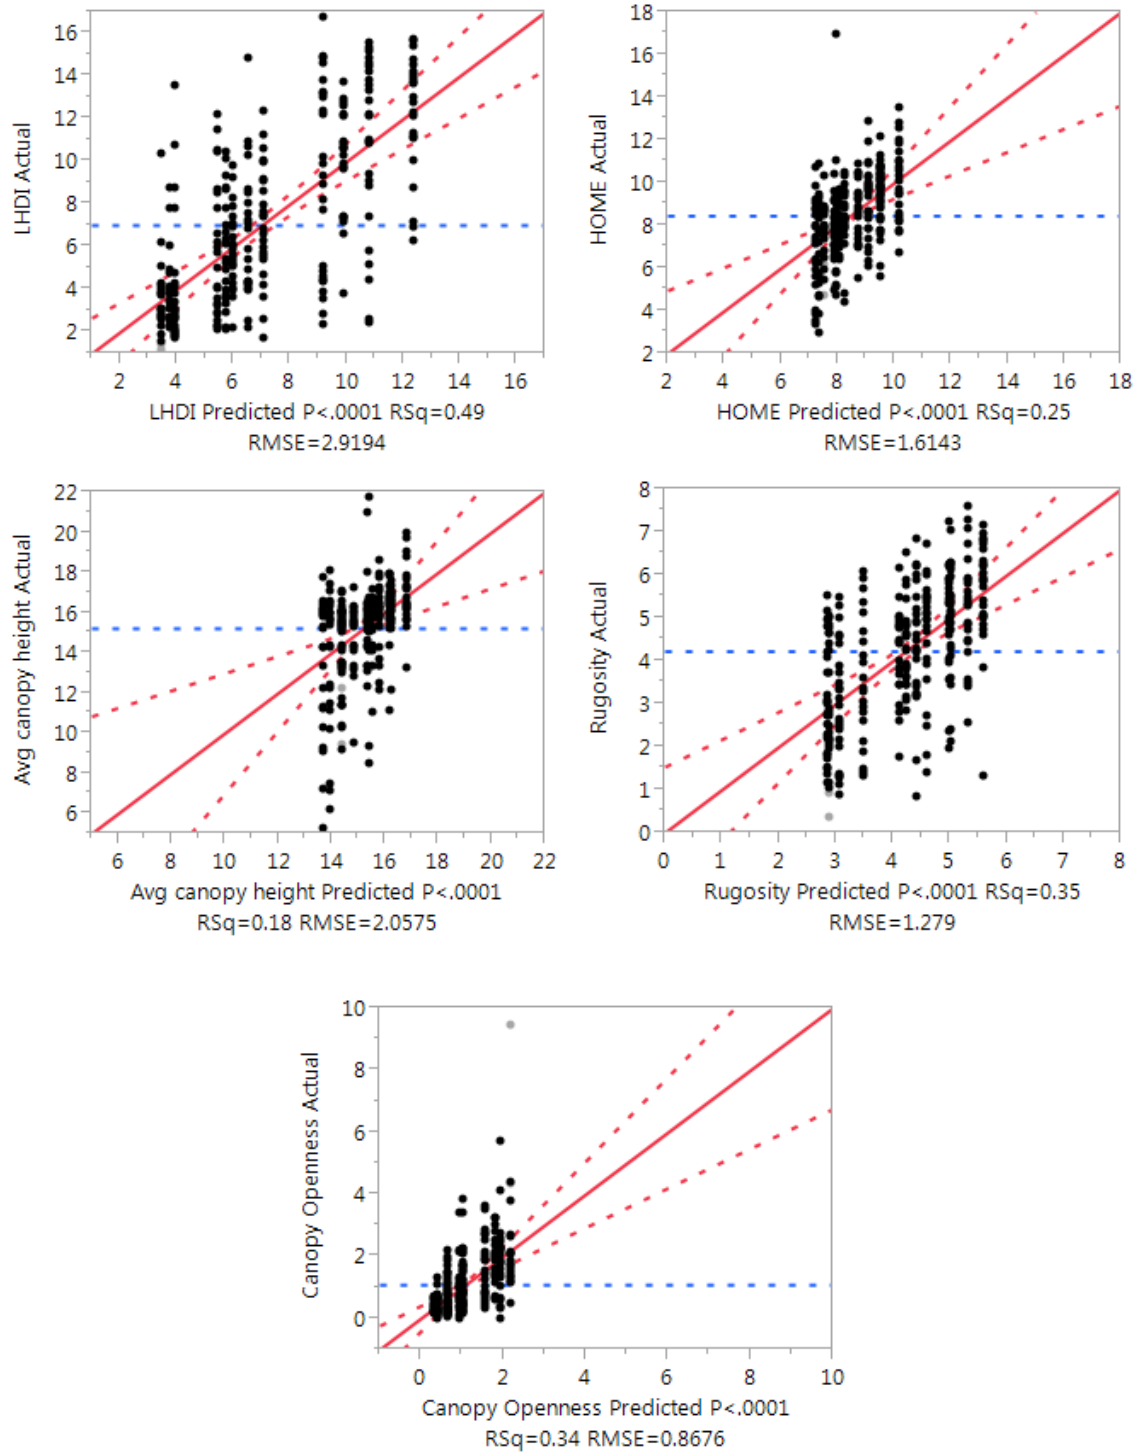 16
14
12
10
8
6
4
2
LHDI Actual
2 4 6 8 10 12 14 16
LHDI Predicted P<.0001 RSq=0.49
RMSE=2.9194
18
16
14
12
10
8
6
4
2
HOME Actual
2 4 6 8 10 12 14 16 18
HOME Predicted P<.0001 RSq=0.25
RMSE=1.6143
22
20
18
16
14
12
10
8
6
Avg canopy height Actual
6 8 10 12 14 16 18 20 22
Avg canopy height Predicted P<.0001
RSq=0.18 RMSE=2.0575
8
7
6
5
4
3
2
1
0
Rugosity Actual
0 1 2 3 4 5 6 7 8
Rugosity Predicted P<.0001 RSq=0.35
RMSE=1.279
10
8
6
4
2
0
Canopy Openness Actual
0 2 4 6 8 10
Canopy Openness Predicted P<.0001
RSq=0.34 RMSE=0.8676